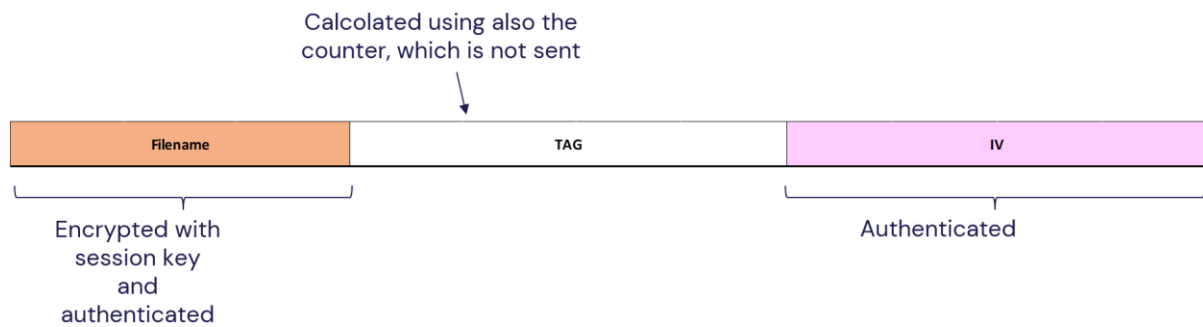 Calcolated using also the
counter, which is not sent
Filename
TAG
IV
Encrypted with
session key
and
authenticated
Authenticated